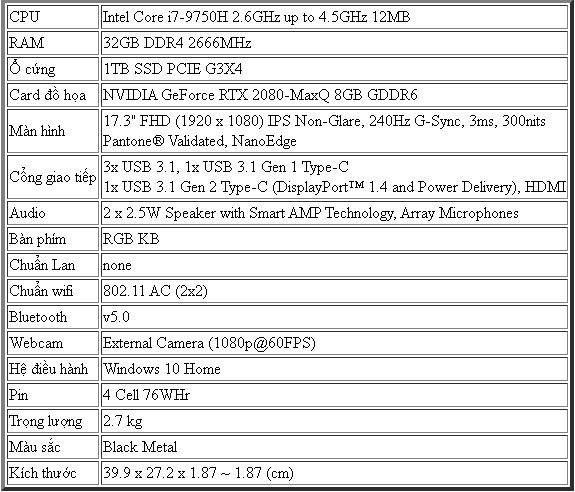 CPU Intel Core i7-9750H 2.6GHz up to 4.5GHz 12MB
RAM 32GB DDR4 2666MHz
Ổ cứng 1TB SSD PCIE G3X4
Card đồ họa NVIDIA GeForce RTX 2080-MaxQ 8GB GDDR6
Màn hình 17.3" FHD (1920 x 1080) IPS Non-Glare, 240Hz G-Sync, 3ms, 300nits
Pantone® Validated, NanoEdge
Cổng giao tiếp 3x USB 3.1, 1x USB 3.1 Gen 1 Type-C
1x USB 3.1 Gen 2 Type-C (DisplayPort™ 1.4 and Power Delivery), HDMI
Audio 2 x 2.5W Speaker with Smart AMP Technology, Array Microphones
Bàn phím RGB KB
Chuẩn Lan none
Chuẩn wifi 802.11 AC (2x2)
Bluetooth v5.0
Webcam External Camera (1080p@60FPS)
Hệ điều hành Windows 10 Home
Pin 4 Cell 76WHr
Trọng lượng 2.7 kg
Màu sắc Black Metal
Kích thước 39.9 x 27.2 x 1.87 ~ 1.87 (cm)